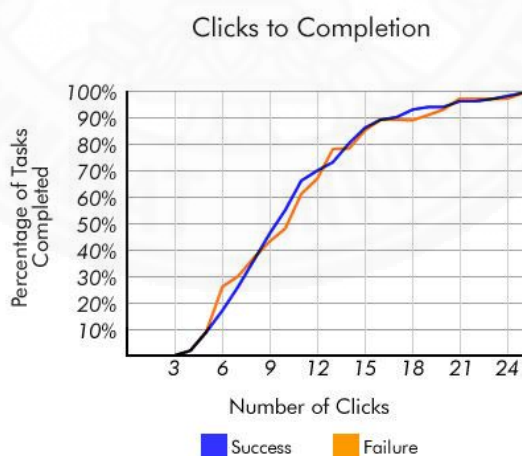 Clicks to Completion
Percentage of Tasks
Completed
100%
90%
80%
70%
60%
50%
40%
30%
20%
10%
3 6 9 12 15 18 21 24
Number of Clicks
Success Failure